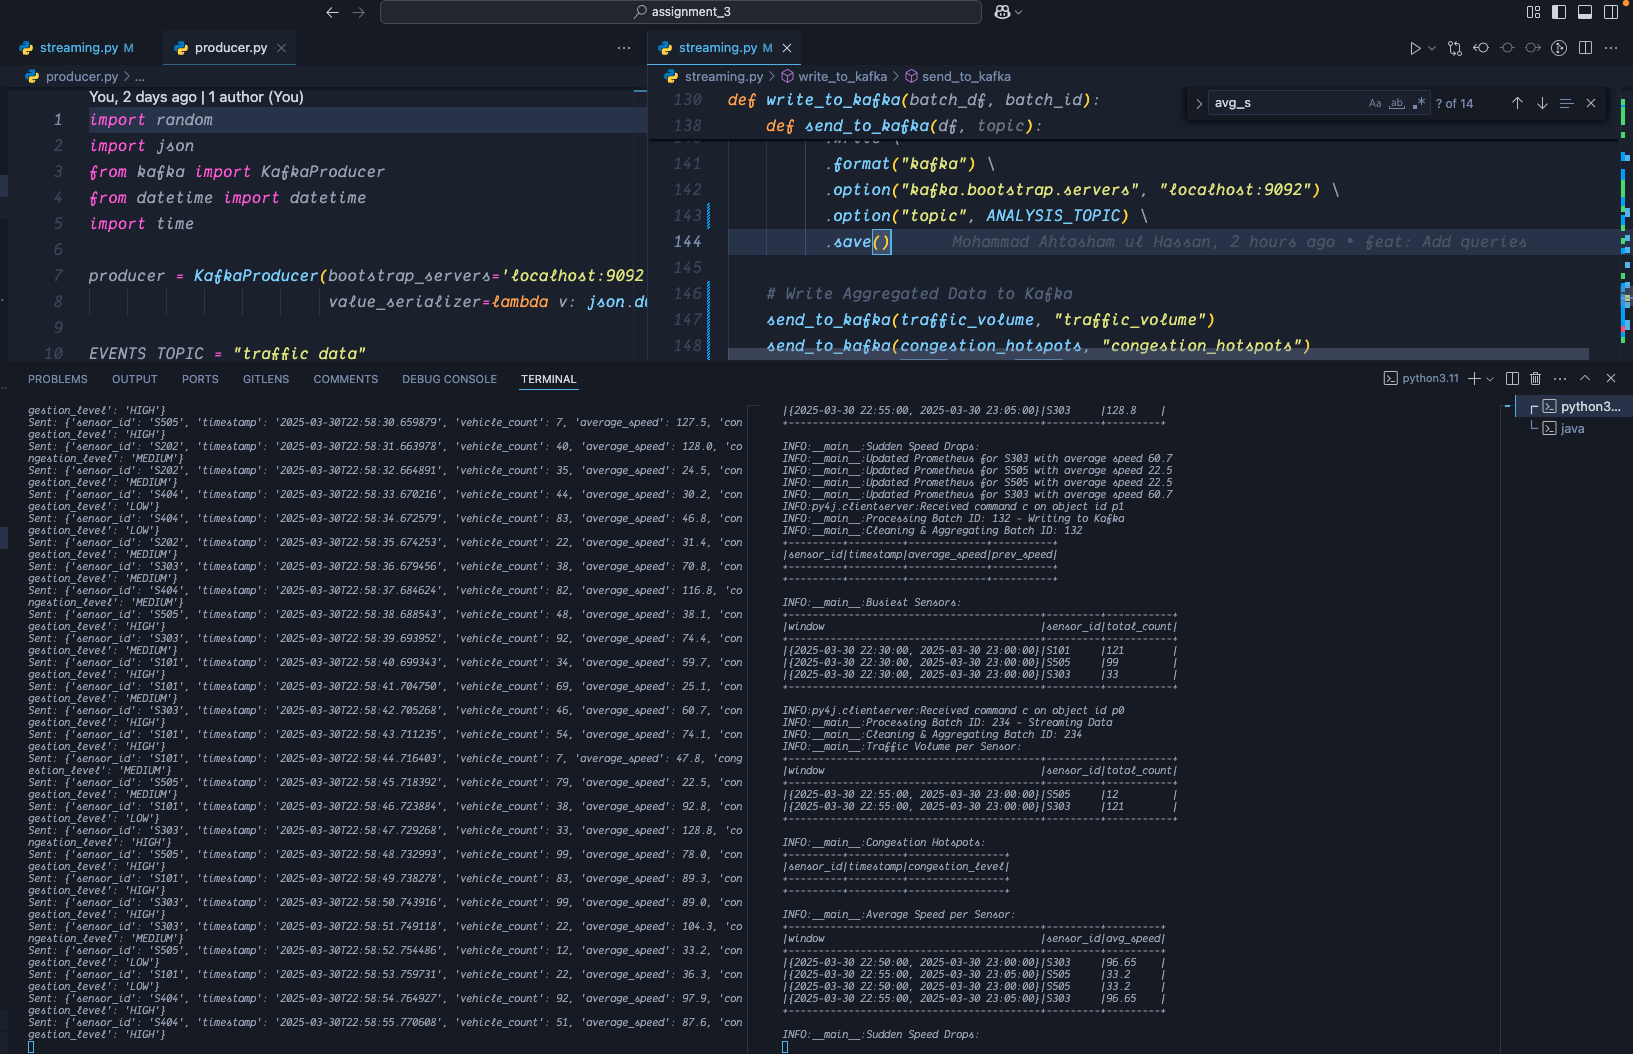 assignment_3
streaming.py M
producer.py
streaming.py M
producer.py > ...
streaming.py > write_to_kafka > send_to_kafka
You, 2 days ago | 1 author (You)
1 import random
2 import json
3 from kafka import KafkaProducer
4 from datetime import datetime
5 import time
6
7 producer = KafkaProducer(bootstrap_servers='localhost:9092
8 value_serializer=lambda v: json.du
9
10 EVENTS_TOPIC = "traffic_data"
130 def write_to_kafka(batch_df, batch_id):
138 def send_to_kafka(df, topic):
140 .write \
141 .format("kafka") \
142 .option("kafka.bootstrap.servers", "localhost:9092") \
143 .option("topic", ANALYSIS_TOPIC) \
144 .save() Mohammad Ahtasham ul Hassan, 2 hours ago • feat: Add queries
145
146 # Write Aggregated Data to Kafka
147 send_to_kafka(traffic_volume, "traffic_volume")
148 send_to_kafka(congestion_hotspots, "congestion_hotspots")
avg_s Aa ab .* ? of 14
PROBLEMS OUTPUT PORTS GITLENS COMMENTS DEBUG CONSOLE TERMINAL
python3.11
python3...
java
gestion_level': 'HIGH'}
Sent: {'sensor_id': 'S505', 'timestamp': '2025-03-30T22:58:30.659879', 'vehicle_count': 7, 'average_speed': 127.5, 'con
gestion_level': 'HIGH'}
Sent: {'sensor_id': 'S202', 'timestamp': '2025-03-30T22:58:31.663978', 'vehicle_count': 40, 'average_speed': 128.0, 'co
ngestion_level': 'MEDIUM'}
Sent: {'sensor_id': 'S202', 'timestamp': '2025-03-30T22:58:32.664891', 'vehicle_count': 35, 'average_speed': 24.5, 'con
gestion_level': 'MEDIUM'}
Sent: {'sensor_id': 'S404', 'timestamp': '2025-03-30T22:58:33.670216', 'vehicle_count': 44, 'average_speed': 30.2, 'con
gestion_level': 'LOW'}
Sent: {'sensor_id': 'S404', 'timestamp': '2025-03-30T22:58:34.672579', 'vehicle_count': 83, 'average_speed': 46.8, 'con
gestion_level': 'LOW'}
Sent: {'sensor_id': 'S202', 'timestamp': '2025-03-30T22:58:35.674253', 'vehicle_count': 22, 'average_speed': 31.4, 'con
gestion_level': 'MEDIUM'}
Sent: {'sensor_id': 'S303', 'timestamp': '2025-03-30T22:58:36.679456', 'vehicle_count': 38, 'average_speed': 70.8, 'con
gestion_level': 'MEDIUM'}
Sent: {'sensor_id': 'S404', 'timestamp': '2025-03-30T22:58:37.684624', 'vehicle_count': 82, 'average_speed': 116.8, 'co
ngestion_level': 'MEDIUM'}
Sent: {'sensor_id': 'S505', 'timestamp': '2025-03-30T22:58:38.688543', 'vehicle_count': 48, 'average_speed': 38.1, 'con
gestion_level': 'HIGH'}
Sent: {'sensor_id': 'S303', 'timestamp': '2025-03-30T22:58:39.693952', 'vehicle_count': 92, 'average_speed': 74.4, 'con
gestion_level': 'MEDIUM'}
Sent: {'sensor_id': 'S101', 'timestamp': '2025-03-30T22:58:40.699343', 'vehicle_count': 34, 'average_speed': 59.7, 'con
gestion_level': 'HIGH'}
Sent: {'sensor_id': 'S101', 'timestamp': '2025-03-30T22:58:41.704750', 'vehicle_count': 69, 'average_speed': 25.1, 'con
gestion_level': 'MEDIUM'}
Sent: {'sensor_id': 'S303', 'timestamp': '2025-03-30T22:58:42.705268', 'vehicle_count': 46, 'average_speed': 60.7, 'con
gestion_level': 'HIGH'}
Sent: {'sensor_id': 'S101', 'timestamp': '2025-03-30T22:58:43.711235', 'vehicle_count': 54, 'average_speed': 74.1, 'con
gestion_level': 'HIGH'}
Sent: {'sensor_id': 'S101', 'timestamp': '2025-03-30T22:58:44.716403', 'vehicle_count': 7, 'average_speed': 47.8, 'cong
estion_level': 'MEDIUM'}
Sent: {'sensor_id': 'S505', 'timestamp': '2025-03-30T22:58:45.718392', 'vehicle_count': 79, 'average_speed': 22.5, 'con
gestion_level': 'MEDIUM'}
Sent: {'sensor_id': 'S101', 'timestamp': '2025-03-30T22:58:46.723884', 'vehicle_count': 38, 'average_speed': 92.8, 'con
gestion_level': 'LOW'}
Sent: {'sensor_id': 'S303', 'timestamp': '2025-03-30T22:58:47.729268', 'vehicle_count': 33, 'average_speed': 128.8, 'co
ngestion_level': 'HIGH'}
Sent: {'sensor_id': 'S505', 'timestamp': '2025-03-30T22:58:48.732993', 'vehicle_count': 99, 'average_speed': 78.0, 'con
gestion_level': 'HIGH'}
Sent: {'sensor_id': 'S101', 'timestamp': '2025-03-30T22:58:49.738278', 'vehicle_count': 83, 'average_speed': 89.3, 'con
gestion_level': 'HIGH'}
Sent: {'sensor_id': 'S303', 'timestamp': '2025-03-30T22:58:50.743916', 'vehicle_count': 99, 'average_speed': 89.0, 'con
gestion_level': 'HIGH'}
Sent: {'sensor_id': 'S303', 'timestamp': '2025-03-30T22:58:51.749118', 'vehicle_count': 22, 'average_speed': 104.3, 'co
ngestion_level': 'MEDIUM'}
Sent: {'sensor_id': 'S505', 'timestamp': '2025-03-30T22:58:52.754486', 'vehicle_count': 12, 'average_speed': 33.2, 'con
gestion_level': 'LOW'}
Sent: {'sensor_id': 'S101', 'timestamp': '2025-03-30T22:58:53.759731', 'vehicle_count': 22, 'average_speed': 36.3, 'con
gestion_level': 'LOW'}
Sent: {'sensor_id': 'S404', 'timestamp': '2025-03-30T22:58:54.764927', 'vehicle_count': 92, 'average_speed': 97.9, 'con
gestion_level': 'HIGH'}
Sent: {'sensor_id': 'S404', 'timestamp': '2025-03-30T22:58:55.770608', 'vehicle_count': 51, 'average_speed': 87.6, 'con
gestion_level': 'HIGH'}
|{2025-03-30 22:55:00, 2025-03-30 23:05:00}|S303 |128.8 |
+------------------------------------------+---------+---------+
INFO:__main__:Sudden Speed Drops:
INFO:__main__:Updated Prometheus for S303 with average speed 60.7
INFO:__main__:Updated Prometheus for S505 with average speed 22.5
INFO:__main__:Updated Prometheus for S505 with average speed 22.5
INFO:__main__:Updated Prometheus for S303 with average speed 60.7
INFO:py4j.clientserver:Received command c on object id p1
INFO:__main__:Processing Batch ID: 132 - Writing to Kafka
INFO:__main__:Cleaning & Aggregating Batch ID: 132
+---------+---------+-------------+----------+
|sensor_id|timestamp|average_speed|prev_speed|
+---------+---------+-------------+----------+
+---------+---------+-------------+----------+
INFO:__main__:Busiest Sensors:
+------------------------------------------+---------+-----------+
|window |sensor_id|total_count|
+------------------------------------------+---------+-----------+
|{2025-03-30 22:30:00, 2025-03-30 23:00:00}|S101 |121 |
|{2025-03-30 22:30:00, 2025-03-30 23:00:00}|S505 |99 |
|{2025-03-30 22:30:00, 2025-03-30 23:00:00}|S303 |33 |
+------------------------------------------+---------+-----------+
INFO:py4j.clientserver:Received command c on object id p0
INFO:__main__:Processing Batch ID: 234 - Streaming Data
INFO:__main__:Cleaning & Aggregating Batch ID: 234
INFO:__main__:Traffic Volume per Sensor:
+------------------------------------------+---------+-----------+
|window |sensor_id|total_count|
+------------------------------------------+---------+-----------+
|{2025-03-30 22:55:00, 2025-03-30 23:00:00}|S505 |12 |
|{2025-03-30 22:55:00, 2025-03-30 23:00:00}|S303 |121 |
+------------------------------------------+---------+-----------+
INFO:__main__:Congestion Hotspots:
+---------+---------+----------------+
|sensor_id|timestamp|congestion_level|
+---------+---------+----------------+
+---------+---------+----------------+
INFO:__main__:Average Speed per Sensor:
+------------------------------------------+---------+---------+
|window |sensor_id|avg_speed|
+------------------------------------------+---------+---------+
|{2025-03-30 22:50:00, 2025-03-30 23:00:00}|S303 |96.65 |
|{2025-03-30 22:55:00, 2025-03-30 23:05:00}|S505 |33.2 |
|{2025-03-30 22:50:00, 2025-03-30 23:00:00}|S505 |33.2 |
|{2025-03-30 22:55:00, 2025-03-30 23:05:00}|S303 |96.65 |
+------------------------------------------+---------+---------+
INFO:__main__:Sudden Speed Drops: